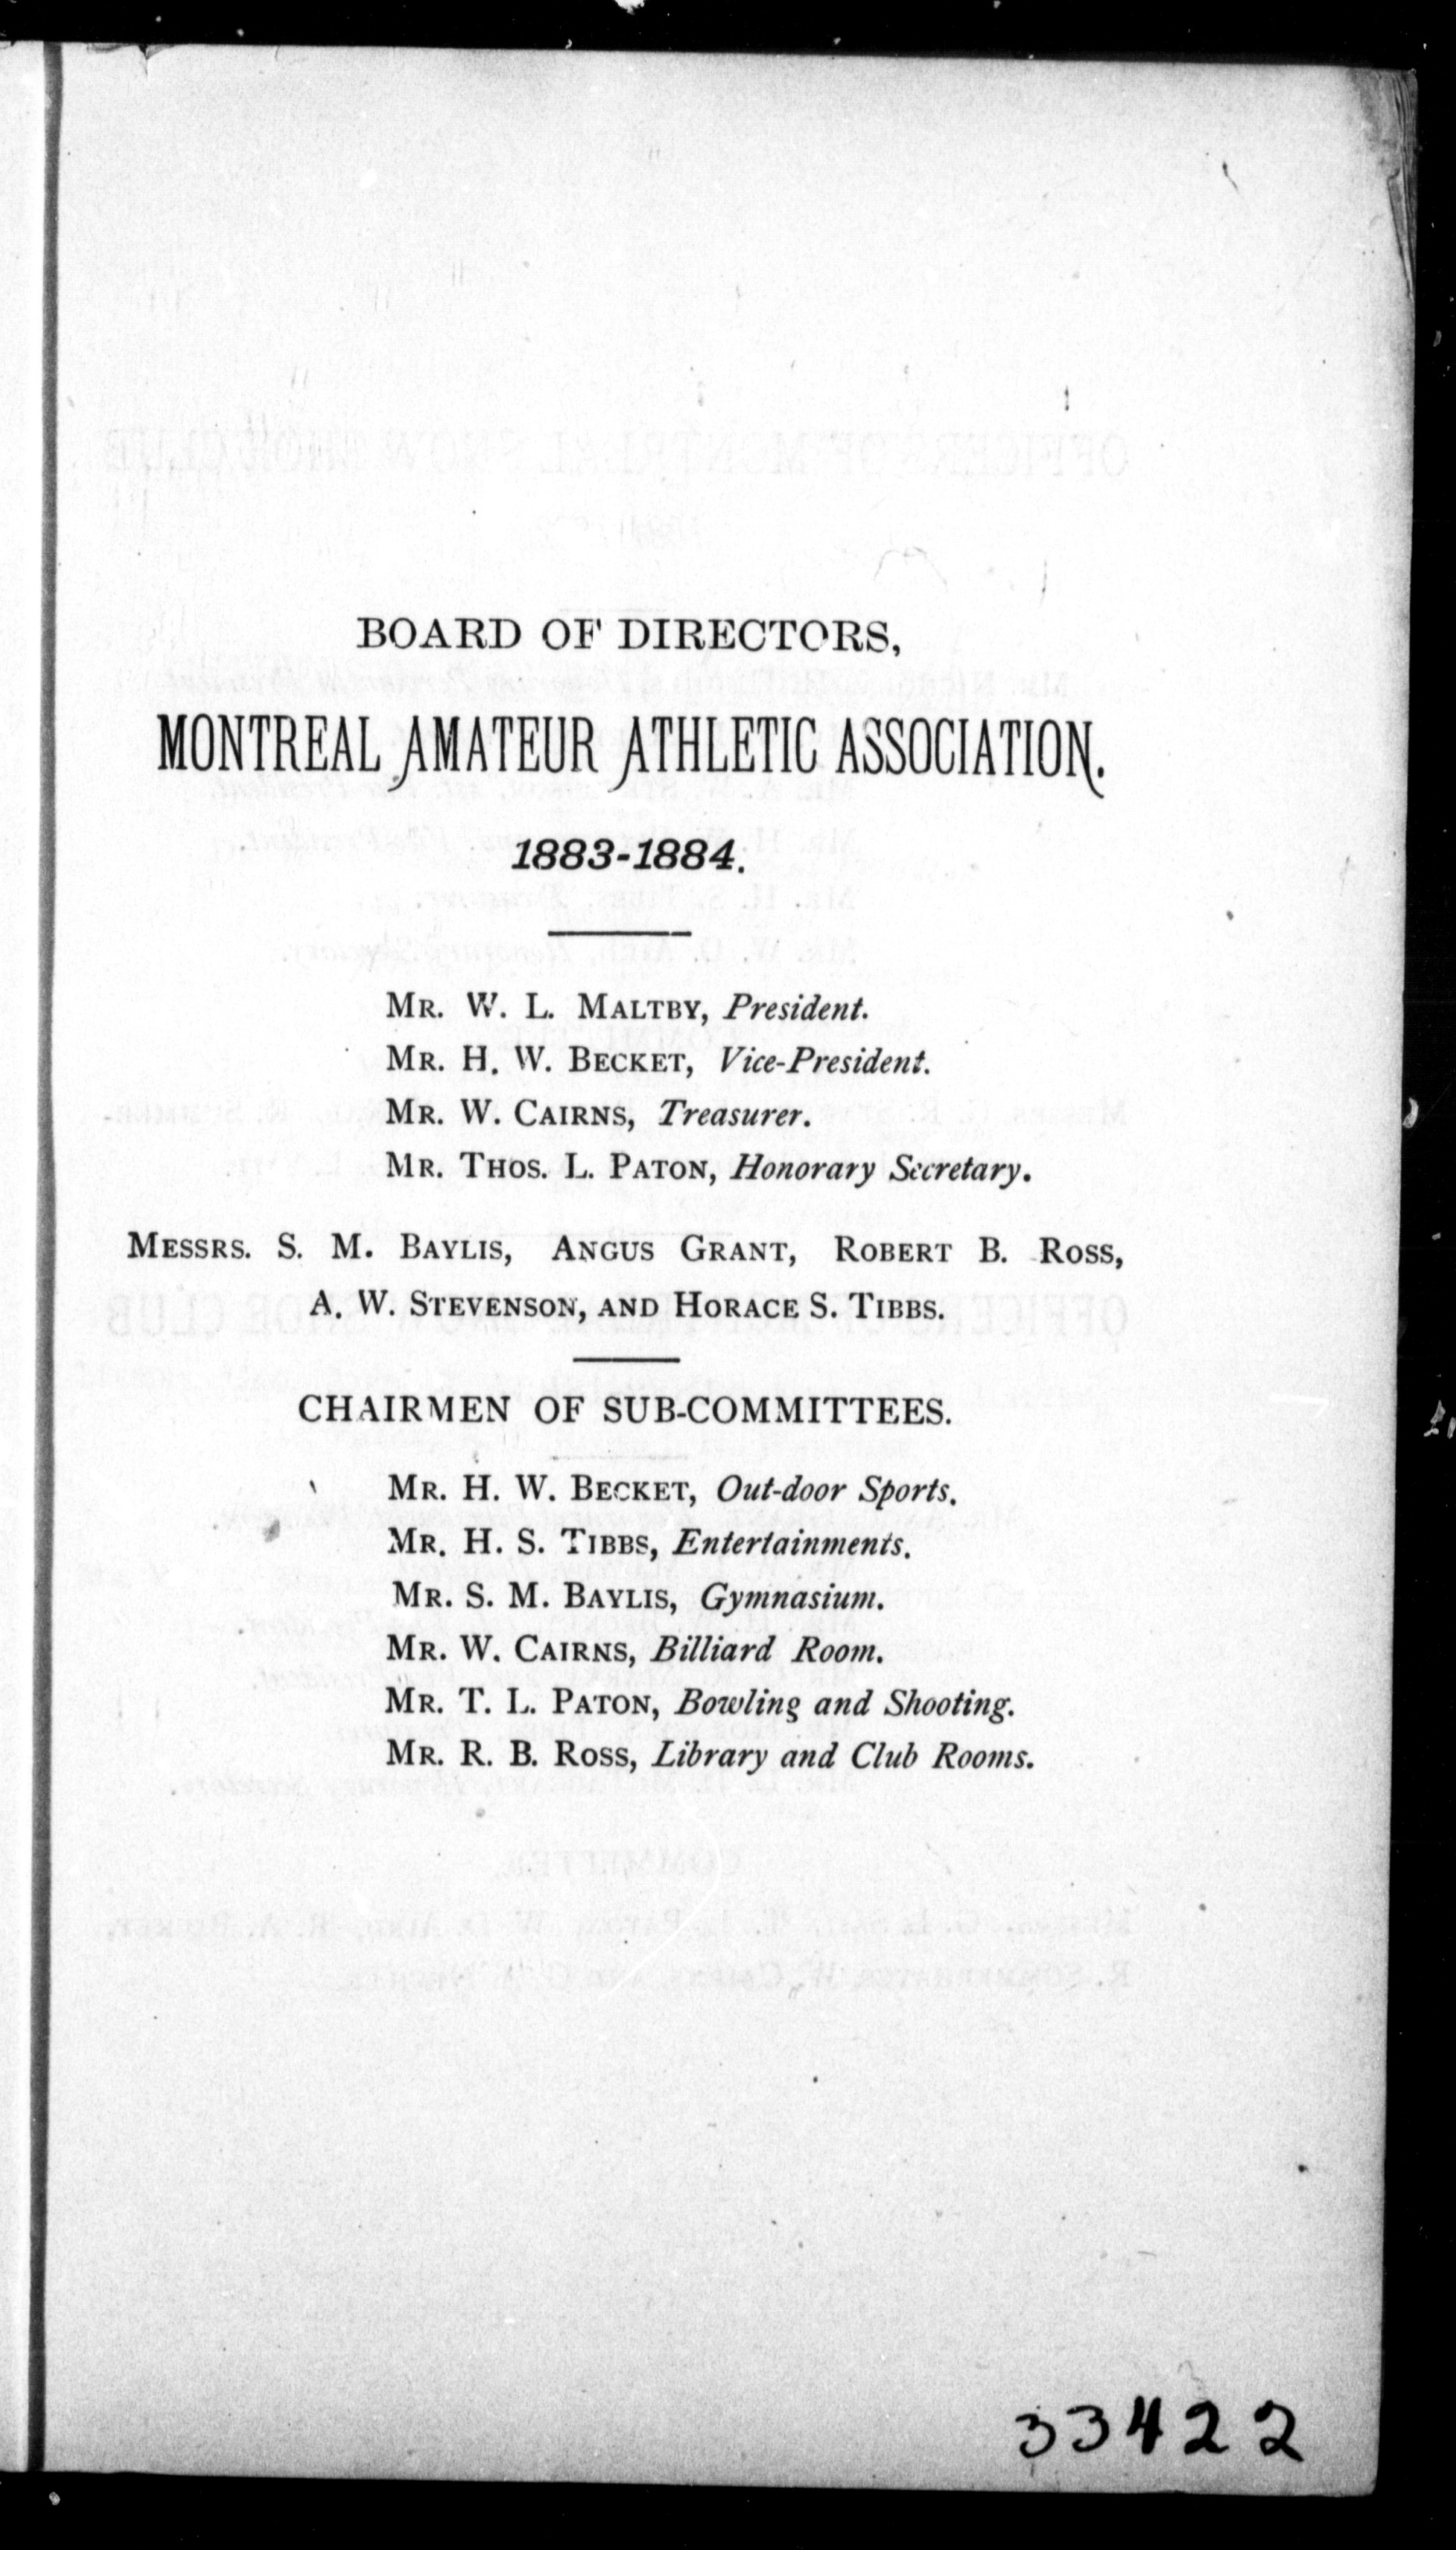 BOARD OF DIRECTORS,
MONTREAL AMATEUR ATHLETIC ASSOCIATION.
1883-1884.
MR. W. L. MALTBY, President.
MR. H. W. BECKET, Vice-President.
MR. W. CAIRNS, Treasurer.
MR. THOS. L. PATON, Honorary Secretary.
MESSRS. S. M. BAYLIS, ANGUS GRANT, ROBERT B. ROSS,
A. W. STEVENSON, AND HORACE S. TIBBS.
CHAIRMEN OF SUB-COMMITTEES.
MR. H. W. BECKET, Out-door Sports.
MR. H. S. TIBBS, Entertainments.
MR. S. M. BAYLIS, Gymnasium.
MR. W. CAIRNS, Billiard Room.
MR. T. L. PATON, Bowling and Shooting.
MR. R. B. ROSS, Library and Club Rooms.
33422